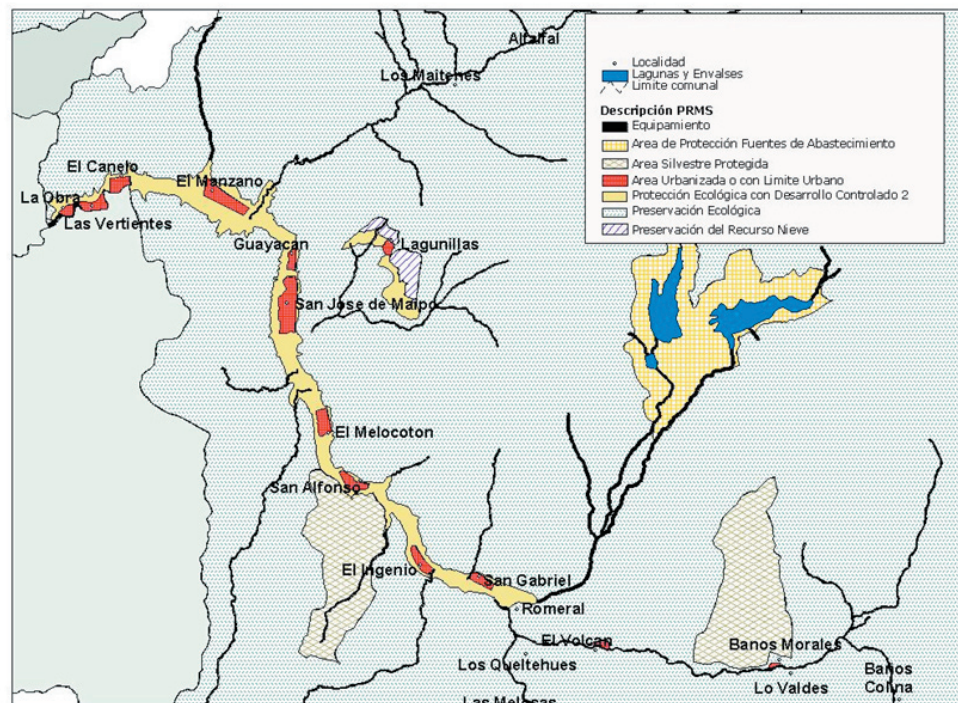 Alfalfal
Los Maitenes
Localidad
Lagunas y Envalses
Limite comunal
Descripción PRMS
Equipamiento
Area de Protección Fuentes de Abastecimiento
Area Silvestre Protegida
Area Urbanizada o con Limite Urbano
Protección Ecológica con Desarrollo Controlado 2
Preservación Ecológica
Preservación del Recurso Nieve
El Canelo
El Manzano
La Obra
Las Vertientes
Guayacan
Lagunillas
San Jose de Maipo
El Melocoton
San Alfonso
El Ingenio
San Gabriel
Romeral
El Volcan
Banos Morales
Los Queltehues
Lo Valdes
Baños
Colina
Las Melosas